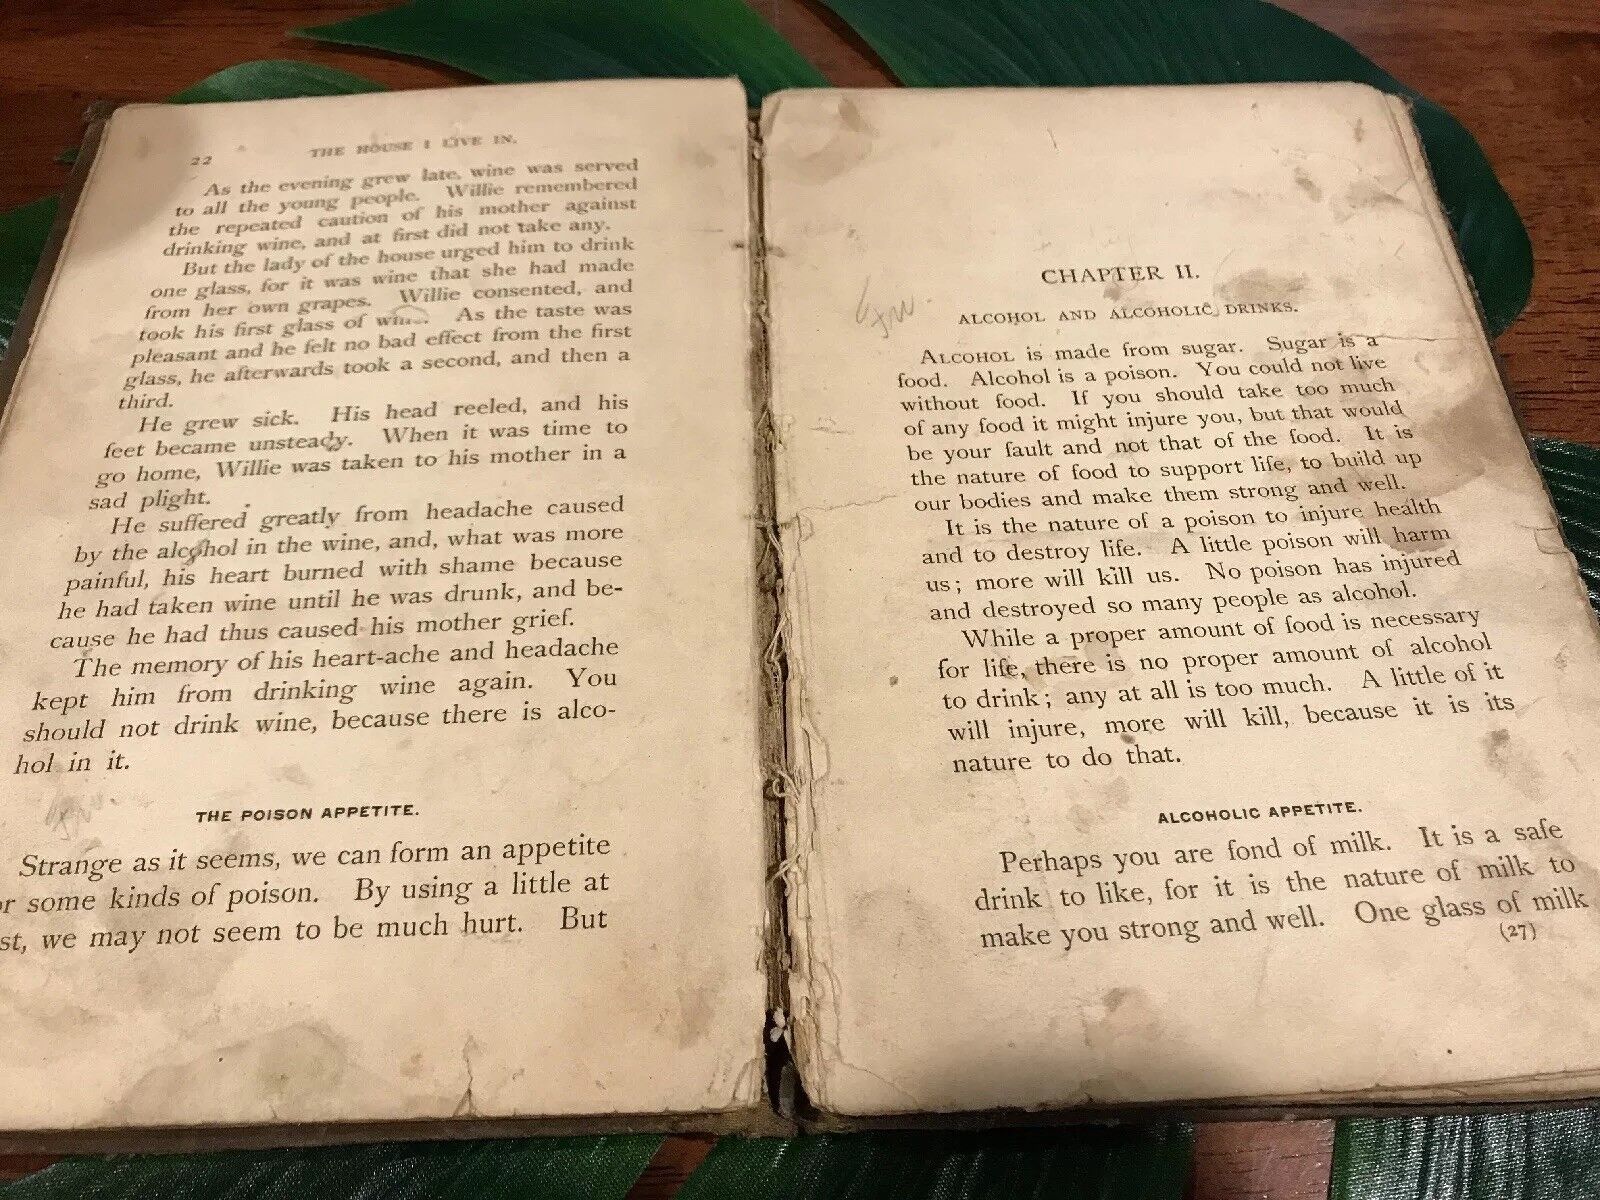 22 THE HOUSE I LIVE IN.
As the evening grew late, wine was served
to all the young people. Willie remembered
the repeated caution of his mother against
drinking wine, and at first did not take any.
But the lady of the house urged him to drink
one glass, for it was wine that she had made
from her own grapes. Willie consented, and
took his first glass of As the taste was
pleasant and he felt no bad effect from the first
glass, he afterwards took a second, and then a
third.
He grew sick. His head reeled, and his
feet became unsteady. When it was time to
go home, Willie was taken to his mother in a
sad plight.
He suffered greatly from headache caused
by the alcohol in the wine, and, what was more
painful, his heart burned with shame because
he had taken wine until he was drunk, and be-
cause he had thus caused his mother grief.
The memory of his heart-ache and headache
kept him from drinking wine again. You
should not drink wine, because there is alco-
hol in it.
THE POISON APPETITE.
Strange as it seems, we can form an appetite
some kinds of poison. By using a little at
we may not seem to be much hurt. But
CHAPTER II.
ALCOHOL AND ALCOHOLIC DRINKS.
ALCOHOL is made from sugar. Sugar is a
food. Alcohol is a poison. You could not live
without food. If you should take too much
of any food it might injure you, but that would
be your fault and not that of the food. It is
the nature of food to support life, to build up
our bodies and make them strong and well.
It is the nature of a poison to injure health
and to destroy life. A little poison will harm
us; more will kill us. No poison has injured
and destroyed so many people as alcohol.
While a proper amount of food is necessary
for life, there is no proper amount of alcohol
to drink; any at all is too much. A little of it
will injure, more will kill, because it is its
nature to do that.
ALCOHOLIC APPETITE.
Perhaps you are fond of milk. It is a safe
drink to like, for it is the nature of milk to
make you strong and well. One glass of milk
(27)